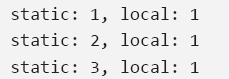 static: 1, local: 1
static: 2, local: 1
static: 3, local: 1